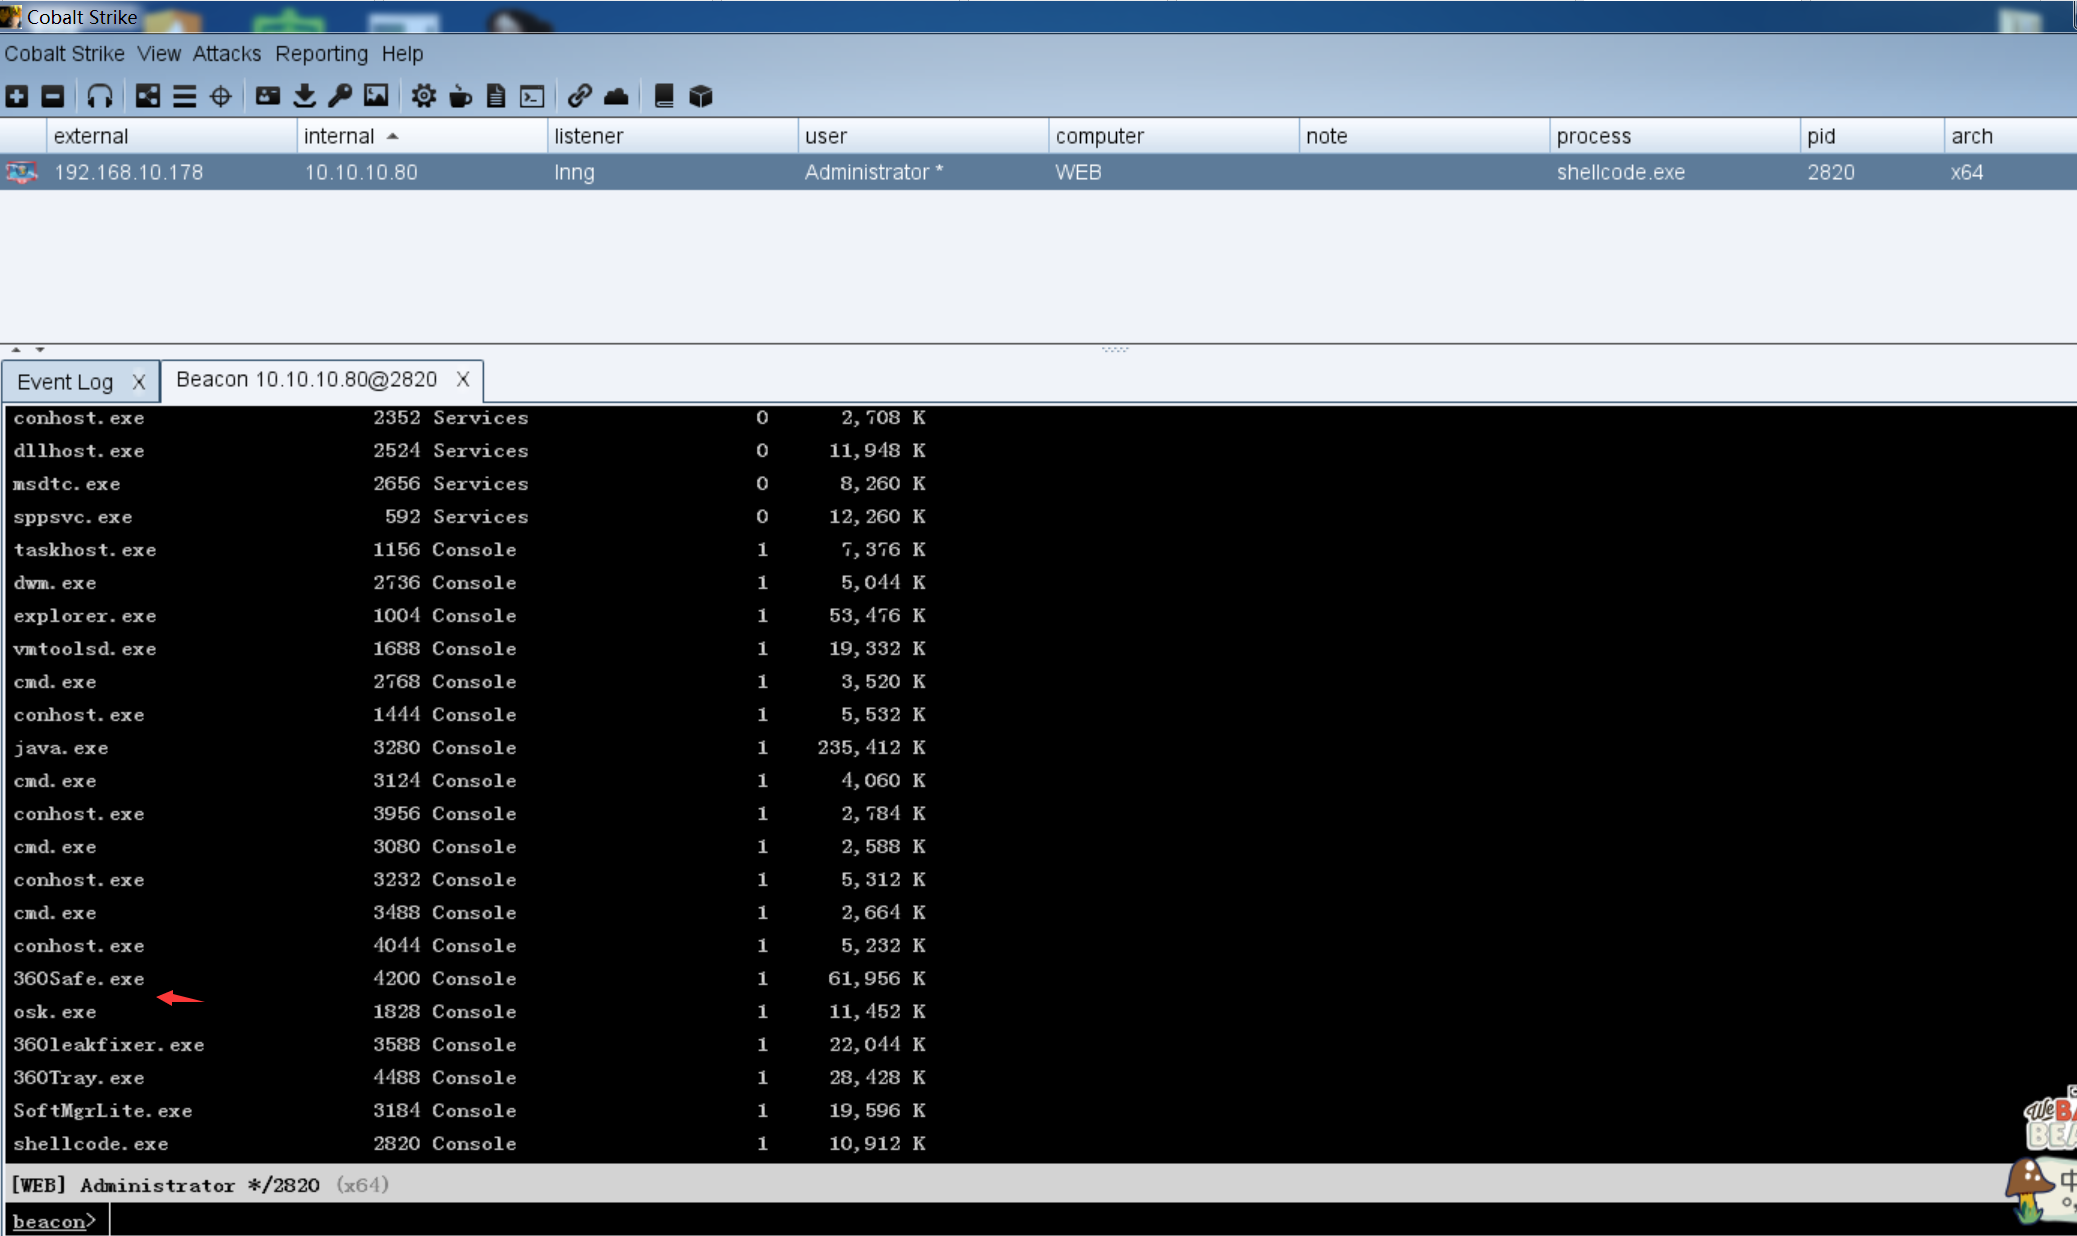 Cobalt Strike
Cobalt Strike View Attacks Reporting Help
external internal listener user computer note process pid arch
192.168.10.178 10.10.10.80 lnng Administrator * WEB shellcode.exe 2820 x64
Event Log X Beacon 10.10.10.80@2820 X
conhost.exe 2352 Services 0 2,708 K
dllhost.exe 2524 Services 0 11,948 K
msdtc.exe 2656 Services 0 8,260 K
sppsvc.exe 592 Services 0 12,260 K
taskhost.exe 1156 Console 1 7,376 K
dwm.exe 2736 Console 1 5,044 K
explorer.exe 1004 Console 1 53,476 K
vmtoolsd.exe 1688 Console 1 19,332 K
cmd.exe 2768 Console 1 3,520 K
conhost.exe 1444 Console 1 5,532 K
java.exe 3280 Console 1 235,412 K
cmd.exe 3124 Console 1 4,060 K
conhost.exe 3956 Console 1 2,784 K
cmd.exe 3080 Console 1 2,588 K
conhost.exe 3232 Console 1 5,312 K
cmd.exe 3488 Console 1 2,664 K
conhost.exe 4044 Console 1 5,232 K
360Safe.exe 4200 Console 1 61,956 K
osk.exe 1828 Console 1 11,452 K
360leakfixer.exe 3588 Console 1 22,044 K
360Tray.exe 4488 Console 1 28,428 K
SoftMgrLite.exe 3184 Console 1 19,596 K
shellcode.exe 2820 Console 1 10,912 K
[WEB] Administrator */2820 (x64)
beacon>
We